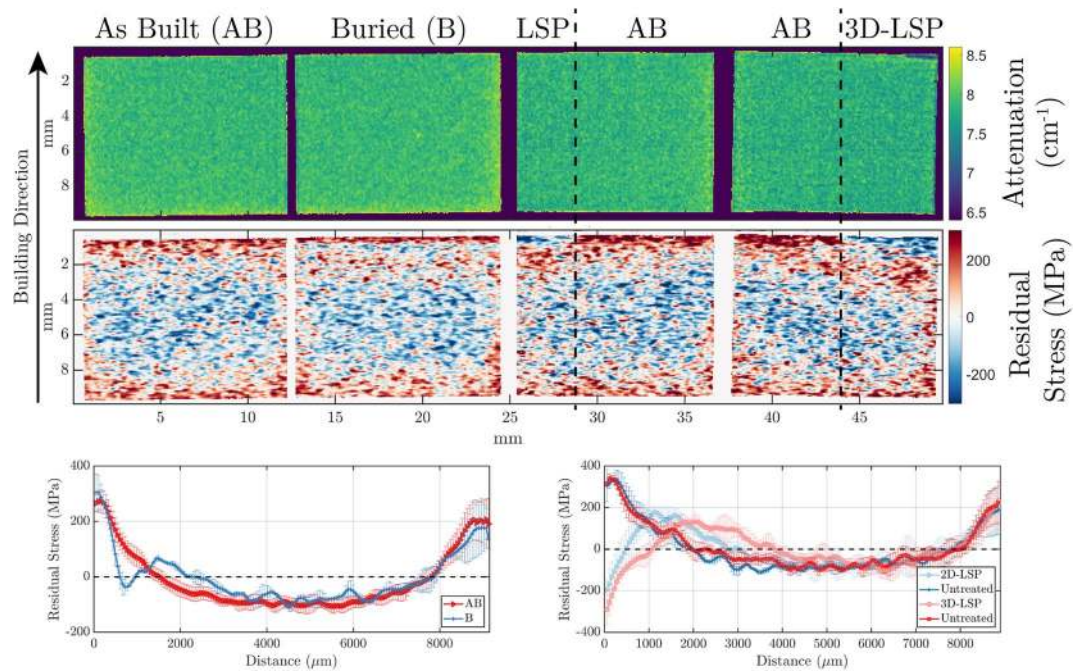 As Built (AB) Buried (B) LSP AB AB 3D-LSP
Building Direction
mm
2
4
6
8
8.5
8
7.5
7
6.5
Attenuation
(cm⁻¹)
mm
2
4
6
8
200
0
-200
Residual
Stress (MPa)
5 10 15 20 25 30 35 40 45
mm
Residual Stress (MPa)
400
200
0
-200
0 2000 4000 6000 8000
Distance (μm)
AB
B
Residual Stress (MPa)
400
200
0
-200
-400
0 1000 2000 3000 4000 5000 6000 7000 8000
Distance (μm)
2D-LSP
Untreated
3D-LSP
Untreated